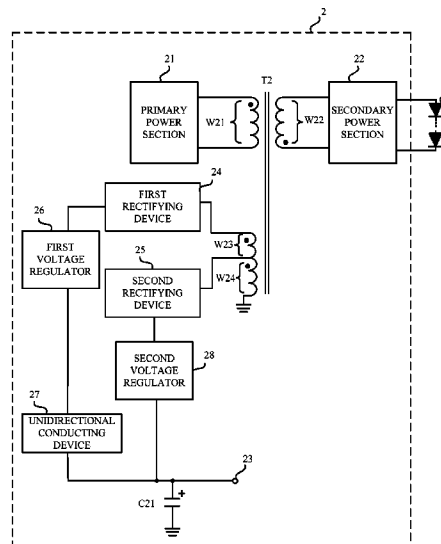 2
21
T2
22
PRIMARY
POWER
SECTION
W21
W22
SECONDARY
POWER
SECTION
24
26
FIRST
RECTIFYING
DEVICE
FIRST
VOLTAGE
REGULATOR
25
W23
SECOND
RECTIFYING
DEVICE
W24
SECOND
VOLTAGE
REGULATOR
28
27
UNIDIRECTIONAL
CONDUCTING
DEVICE
23
+
C21